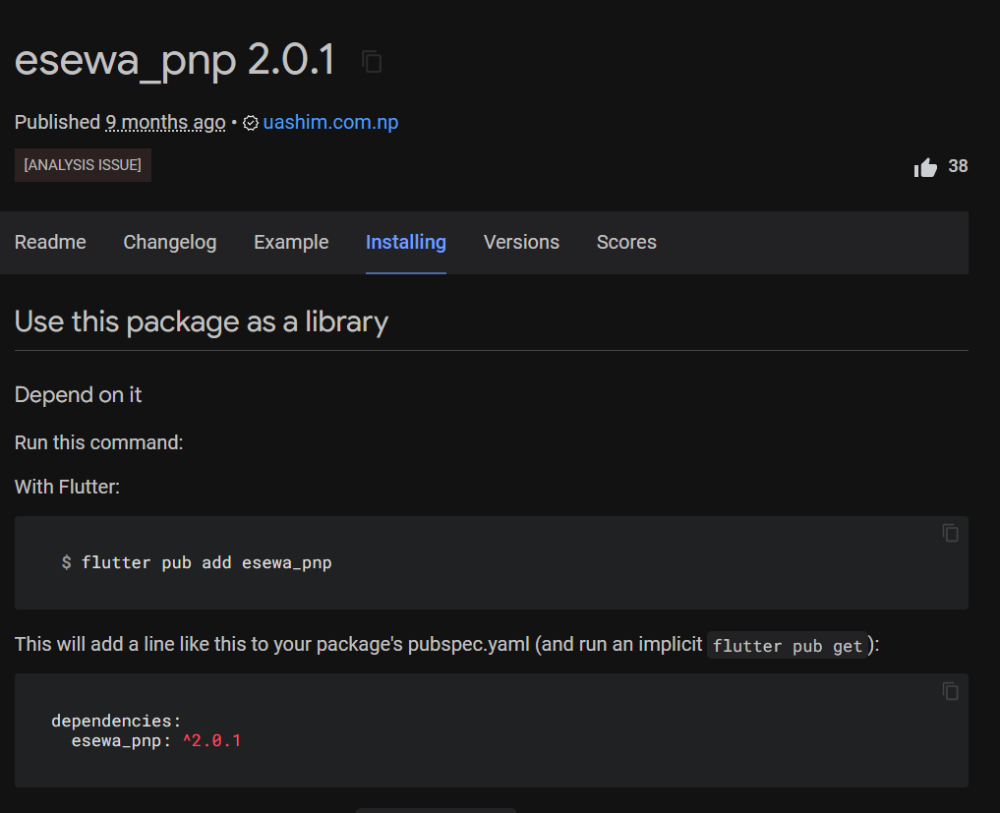 esewa_pnp 2.0.1
Published 9 months ago • uashim.com.np
[ANALYSIS ISSUE]
38
Readme Changelog Example Installing Versions Scores
Use this package as a library
Depend on it
Run this command:
With Flutter:
$ flutter pub add esewa_pnp
This will add a line like this to your package's pubspec.yaml (and run an implicit flutter pub get):
dependencies:
esewa_pnp: ^2.0.1